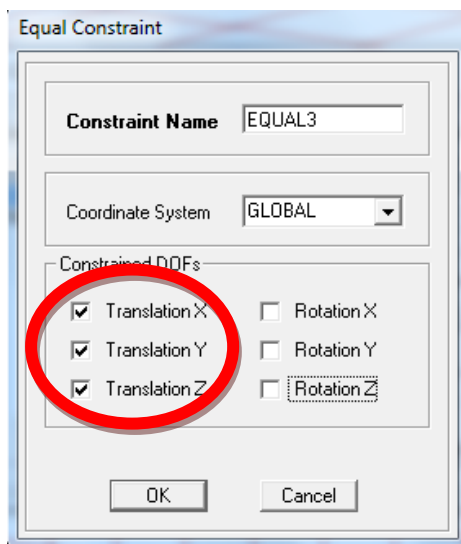 Equal Constraint
Constraint Name EQUAL3
Coordinate System GLOBAL
Constrained DOFs
Translation X Rotation X
Translation Y Rotation Y
Translation Z Rotation Z
OK Cancel